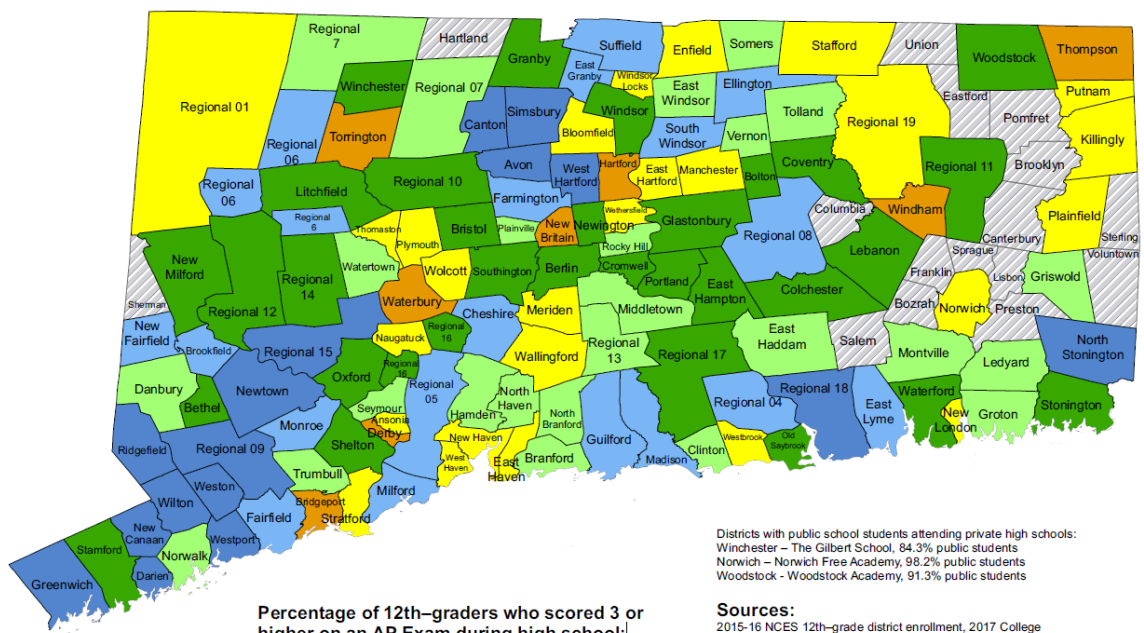 Regional
7
Hartland
Granby
Suffield
Enfield
Somers
Stafford
Union
Woodstock
Thompson
East
Granby
Windsor
Locks
Winchester
Regional 07
East
Windsor
Ellington
Eastford
Putnam
Regional 01
Torrington
Canton
Simsbury
Bloomfield
Windsor
South
Windsor
Vernon
Tolland
Regional 19
Pomfret
Killingly
Regional
06
Avon
West
Hartford
Hartford
East
Hartford
Manchester
Bolton
Coventry
Regional 11
Brooklyn
Regional
06
Litchfield
Regional 10
Farmington
Wethersfield
Glastonbury
Columbia
Windham
Plainfield
Sterling
Regional
6
Thomaston
Plymouth
Bristol
Plainville
New
Britain
Newington
Rocky Hill
Regional 08
Lebanon
Canterbury
Sprague
Voluntown
New
Milford
Regional
14
Watertown
Wolcott
Southington
Berlin
Cromwell
Portland
East
Hampton
Colchester
Franklin
Lisbon
Griswold
Sherman
Regional 12
Waterbury
Meriden
Middletown
Bozrah
Norwich
Preston
New
Fairfield
Brookfield
Regional 15
Naugatuck
Regional
16
Cheshire
Wallingford
Regional
13
Regional 17
East
Haddam
Salem
Montville
Ledyard
North
Stonington
Danbury
Bethel
Newtown
Oxford
Regional
16
Regional
05
Hamden
North
Haven
North
Branford
Guilford
Madison
Regional 04
Regional 18
East
Lyme
Waterford
New
London
Groton
Stonington
Seymour
Ansonia
Derby
Monroe
Shelton
New Haven
West
Haven
East
Haven
Branford
Clinton
Westbrook
Old
Saybrook
Ridgefield
Regional 09
Trumbull
Milford
Weston
Wilton
Bridgeport
Stratford
Fairfield
New
Canaan
Westport
Stamford
Norwalk
Darien
Greenwich
Districts with public school students attending private high schools:
Winchester – The Gilbert School, 84.3% public students
Norwich – Norwich Free Academy, 98.2% public students
Woodstock - Woodstock Academy, 91.3% public students
Percentage of 12th–graders who scored 3 or
higher on an AP Exam during high school:
Sources:
2015-16 NCES 12th–grade district enrollment, 2017 College